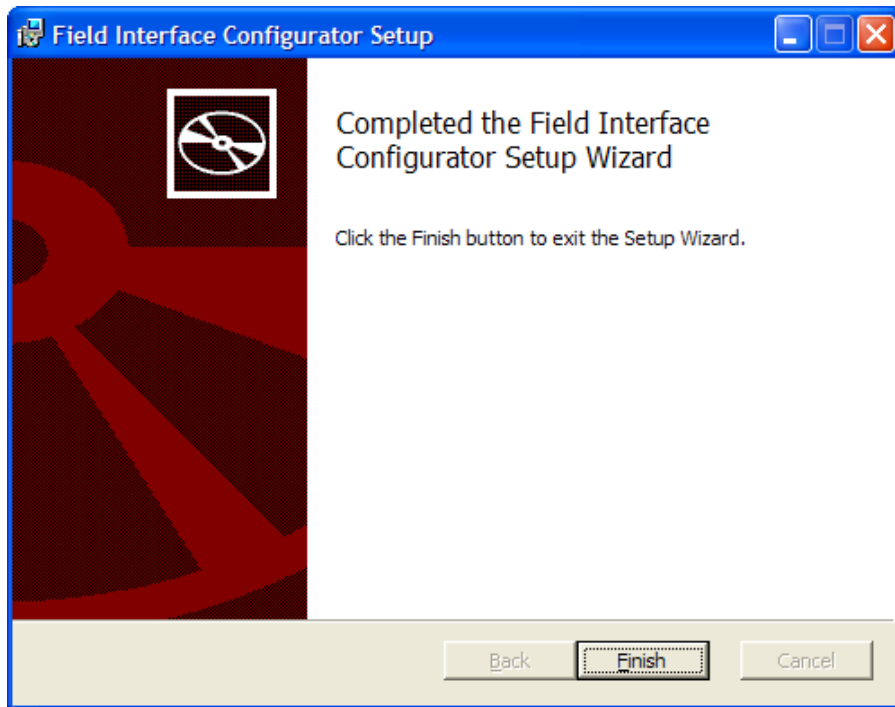 Field Interface Configurator Setup
Completed the Field Interface
Configurator Setup Wizard
Click the Finish button to exit the Setup Wizard.
Back
Finish
Cancel